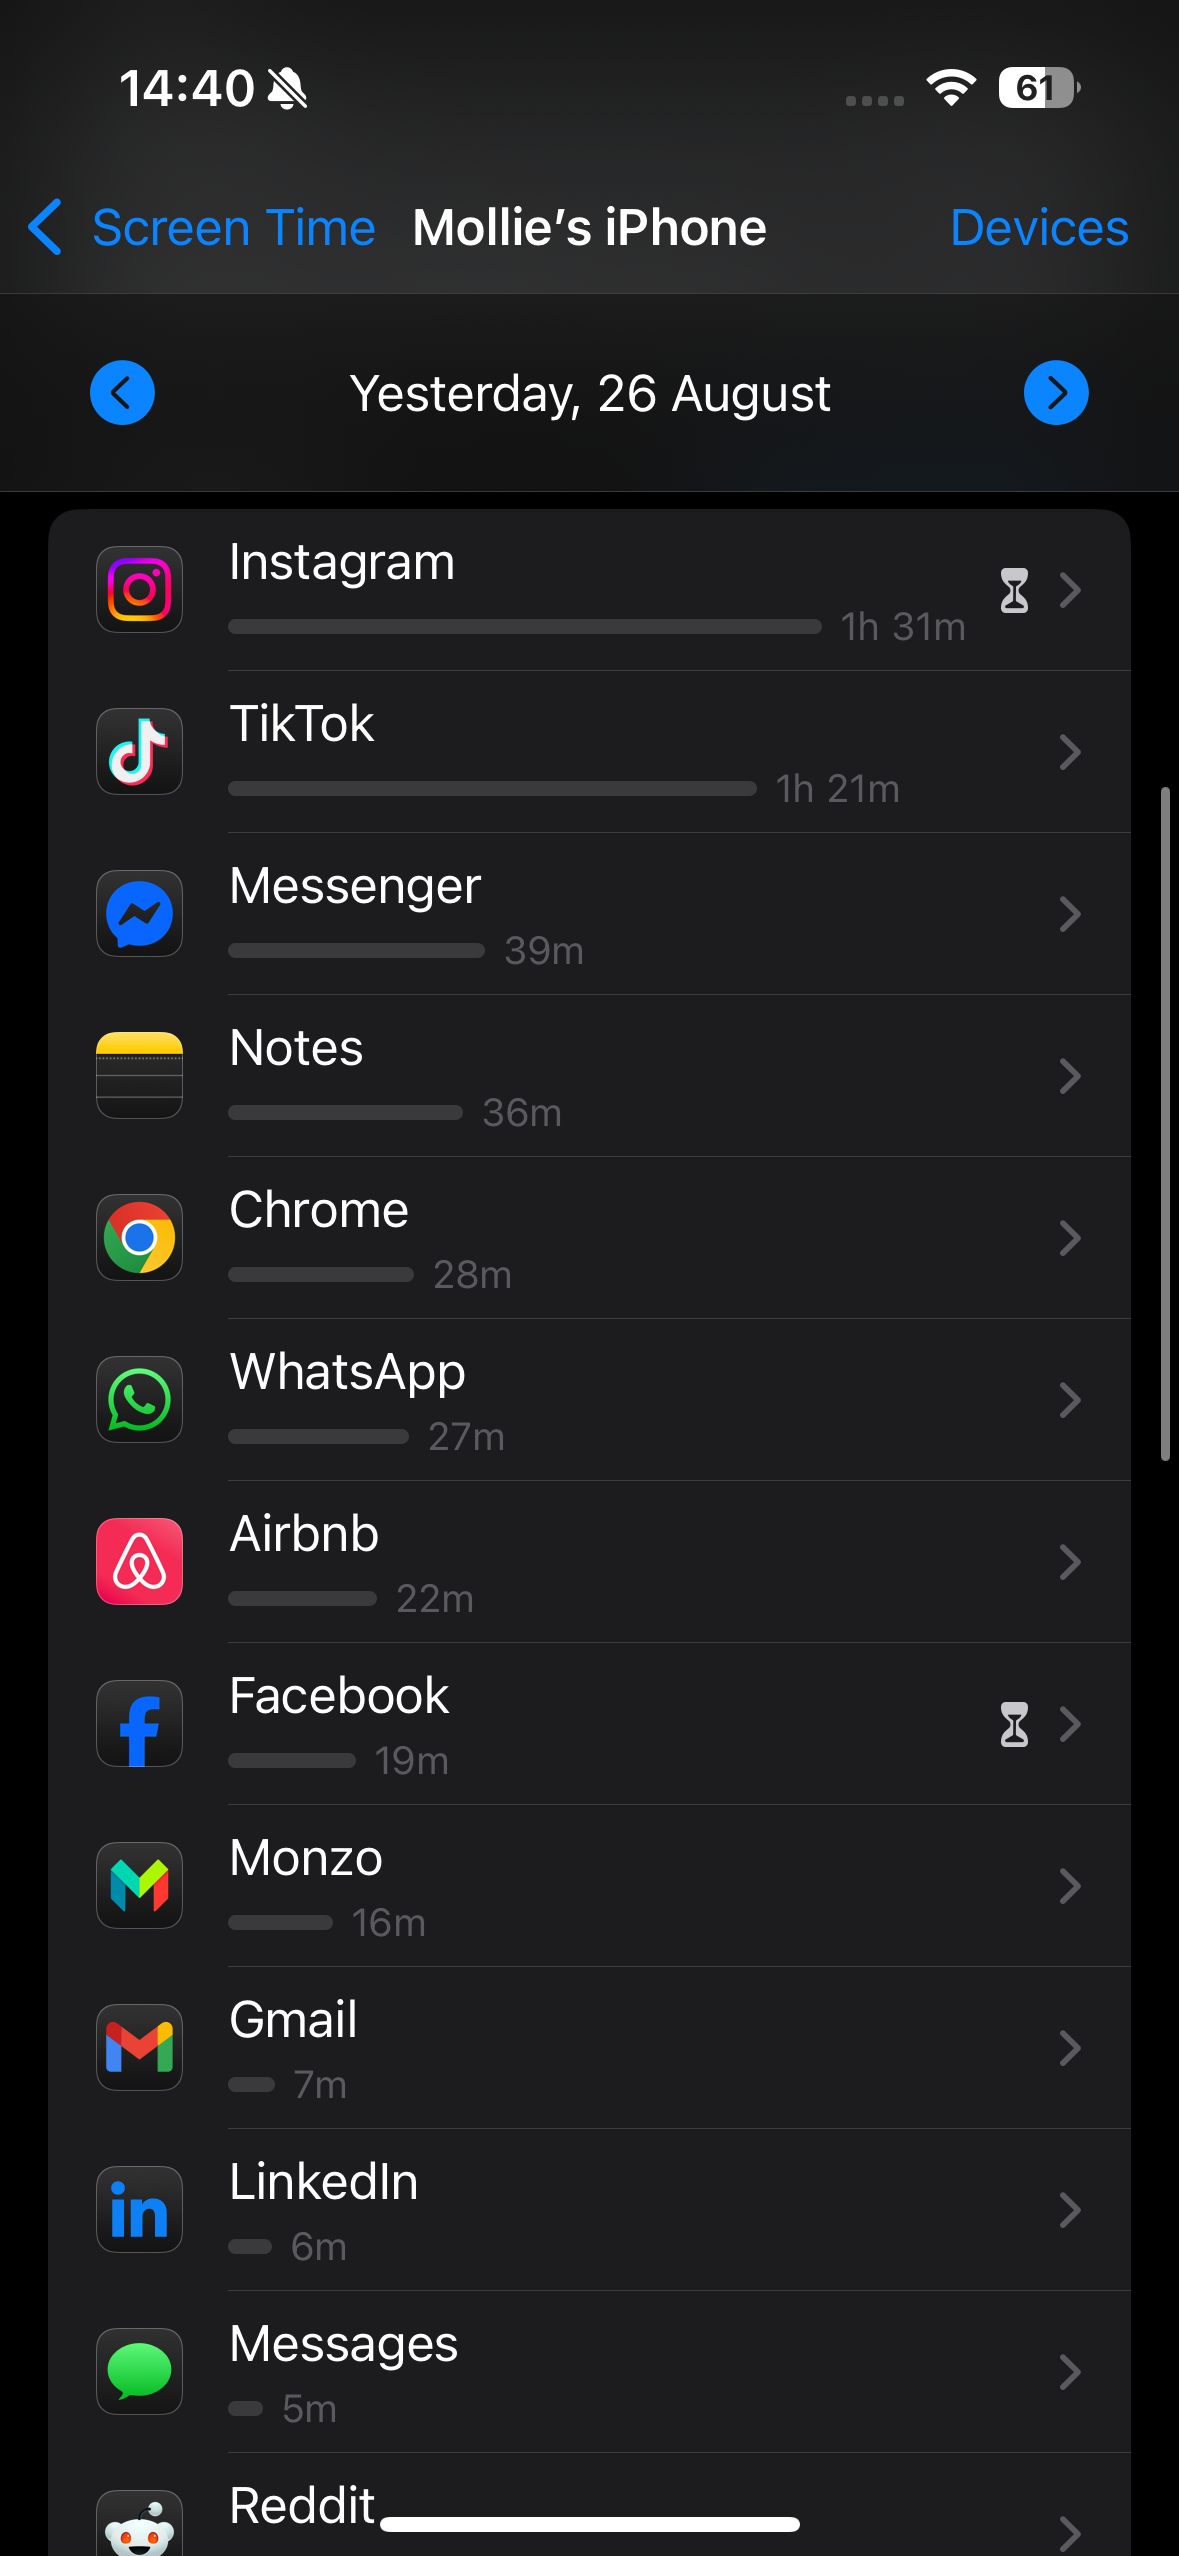 14:40
61
Screen Time Mollie's iPhone Devices
Yesterday, 26 August
Instagram
1h 31m
TikTok
1h 21m
Messenger
39m
Notes
36m
Chrome
28m
WhatsApp
27m
Airbnb
22m
Facebook
19m
Monzo
16m
Gmail
7m
LinkedIn
6m
Messages
5m
Reddit